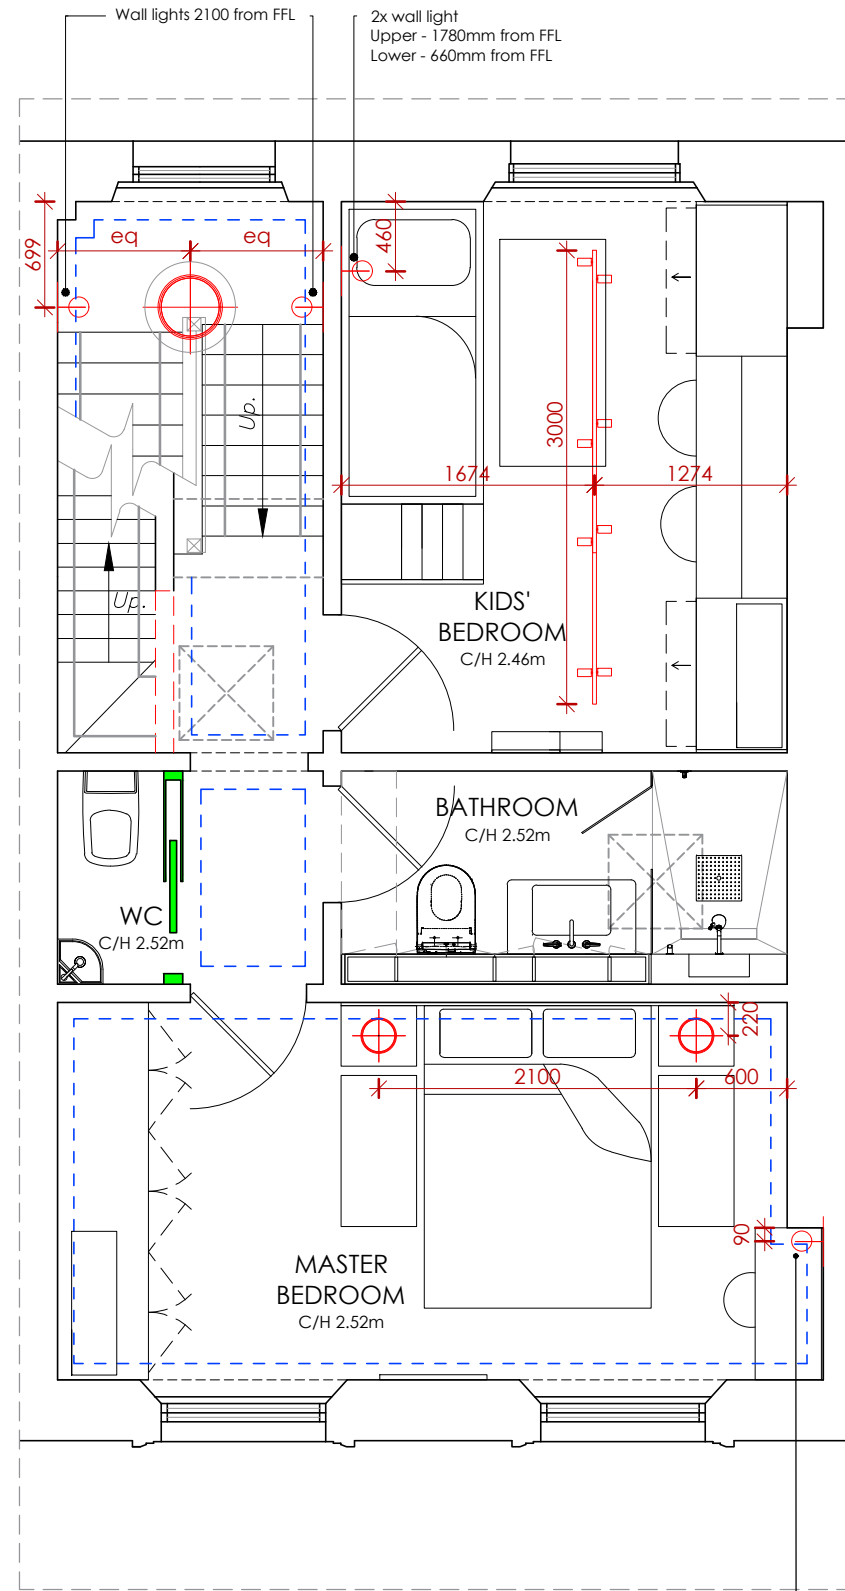 Wall lights 2100 from FFL
2x wall light
Upper - 1780mm from FFL
Lower - 660mm from FFL
699
eq
eq
460
Up.
3000
1674
1274
Up.
KIDS'
BEDROOM
C/H 2.46m
BATHROOM
C/H 2.52m
WC
C/H 2.52m
220
2100
600
90
MASTER
BEDROOM
C/H 2.52m